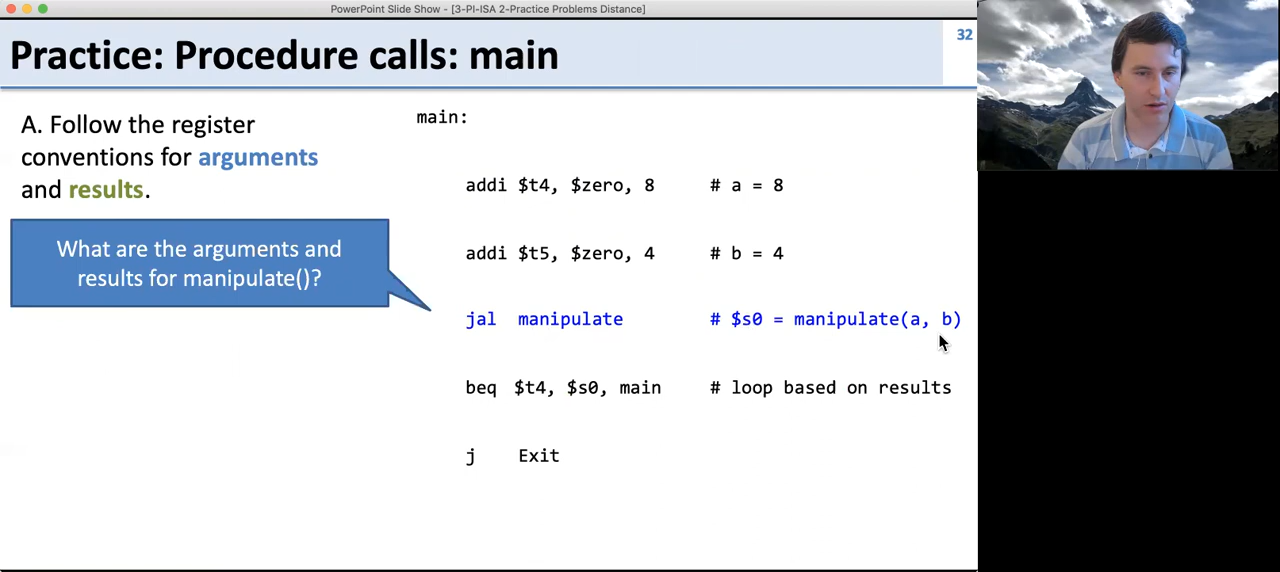 PowerPoint Slide Show - [3-PI-ISA 2-Practice Problems Distance]
Practice: Procedure calls: main
32
A. Follow the register
conventions for arguments
and results.
What are the arguments and
results for manipulate()?
main:
addi $t4, $zero, 8 # a = 8
addi $t5, $zero, 4 # b = 4
jal manipulate # $s0 = manipulate(a, b)
beq $t4, $s0, main # loop based on results
j Exit